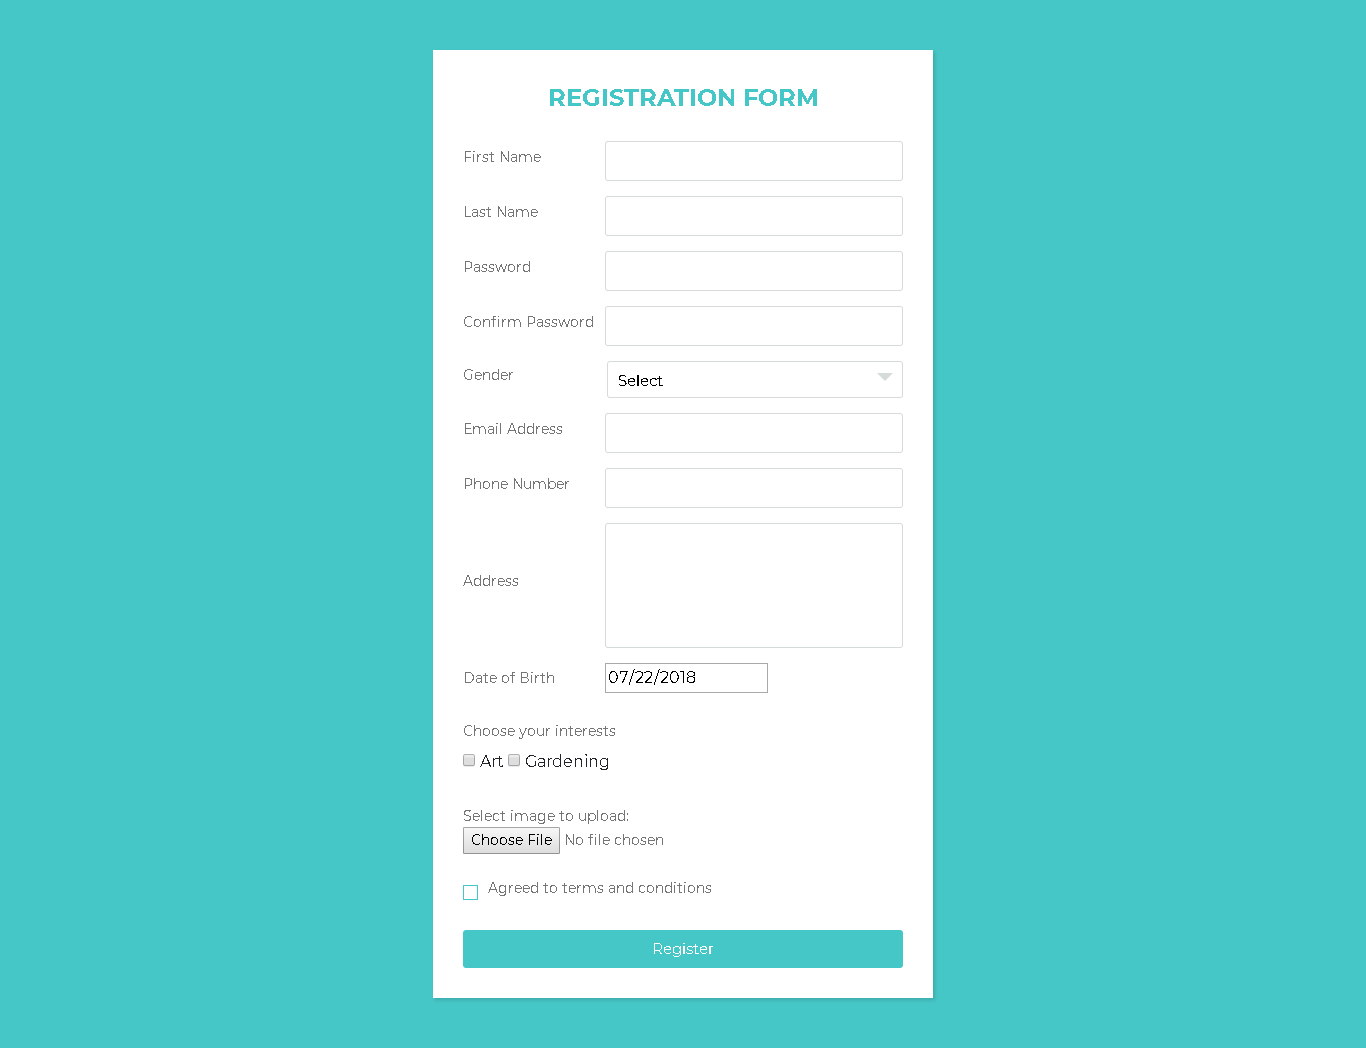 REGISTRATION FORM
First Name
Last Name
Password
Confirm Password
Gender Select
Email Address
Phone Number
Address
Date of Birth 07/22/2018
Choose your interests
Art Gardening
Select image to upload:
Choose File No file chosen
Agreed to terms and conditions
Register